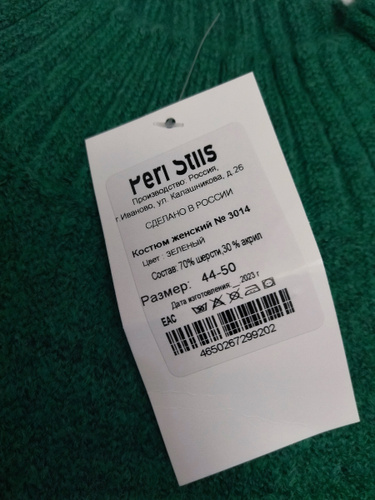 Peri Stils
Производство: Россия,
г.Иваново, ул. Калашникова, д.26
СДЕЛАНО В РОССИИ
Костюм женский № 3014
Цвет: ЗЕЛЕНЫЙ
Состав: 70% шерсти,30 % акрил
Размер: 44-50
Дата изготовления:_ 2023 г
EAC
4650267299202